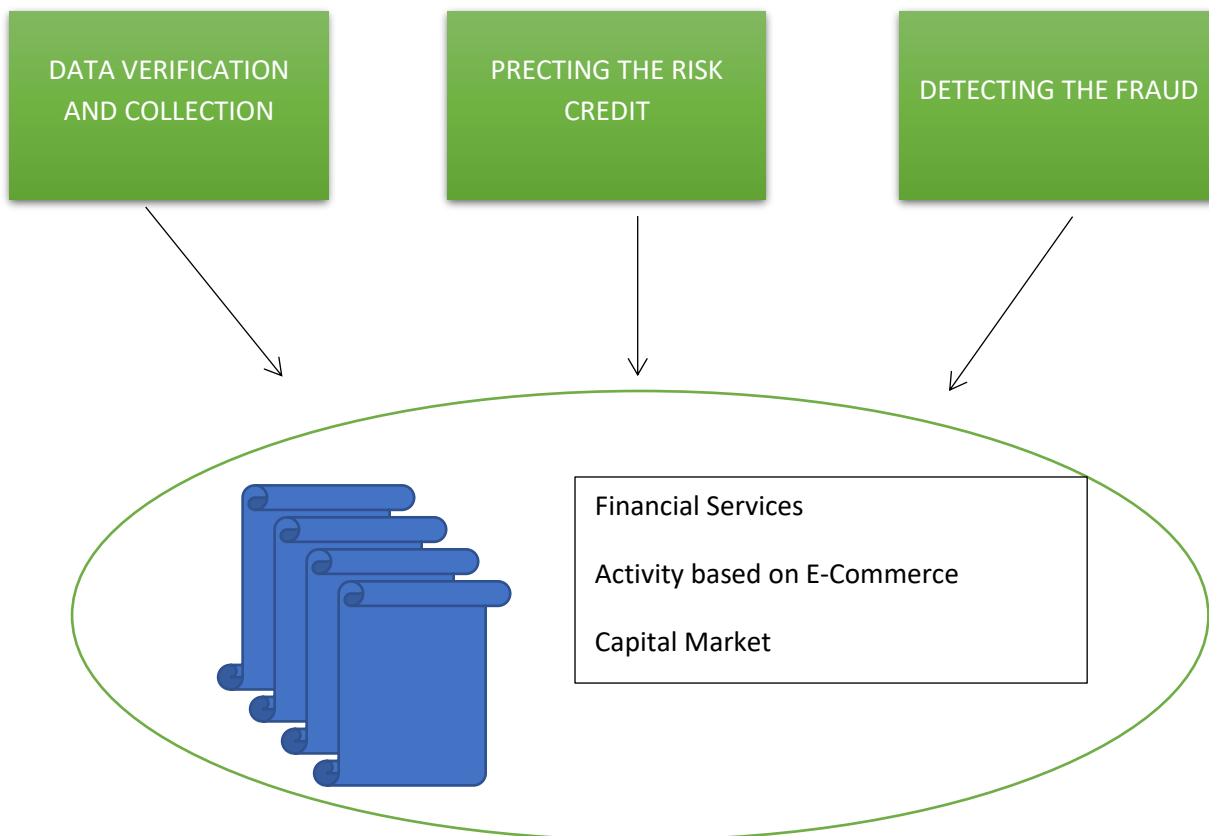 DATA VERIFICATION
AND COLLECTION
PRECTING THE RISK
CREDIT
DETECTING THE FRAUD
Financial Services
Activity based on E-Commerce
Capital Market